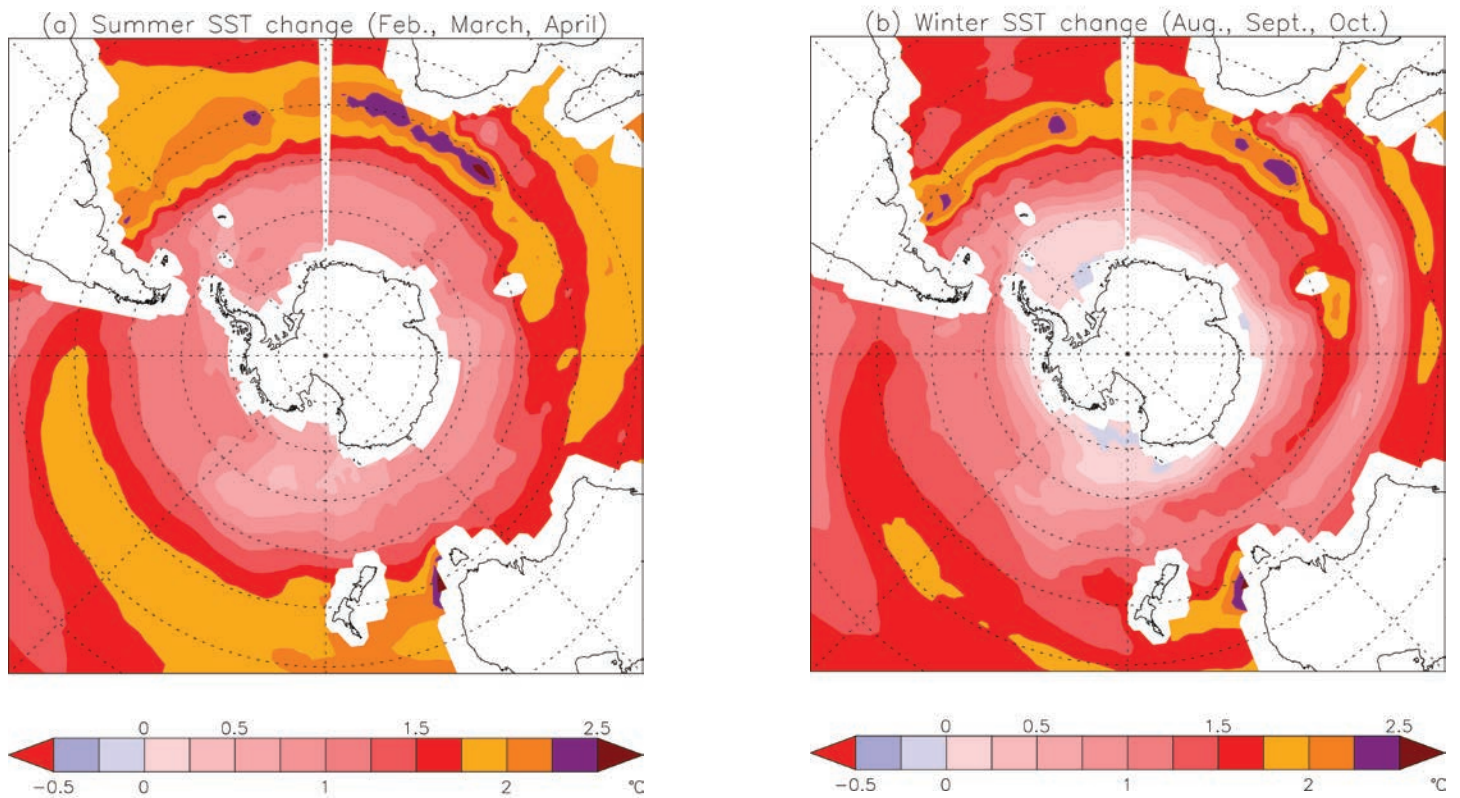 (a) Summer SST change (Feb., March, April)
(b) Winter SST change (Aug., Sept., Oct.)
0 0.5 1.5 2.5
−0.5 0 1 2 °C
0 0.5 1.5 2.5
−0.5 0 1 2 °C